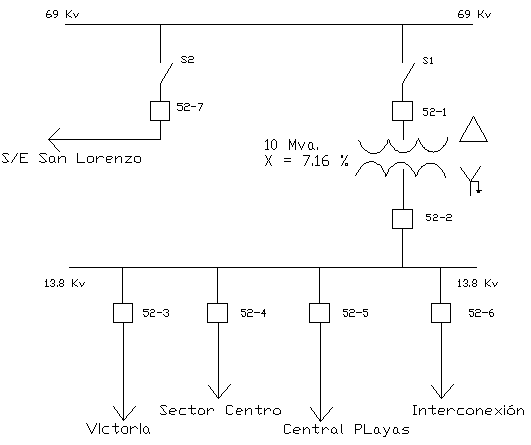 69 Kv
69 Kv
S2
S1
52-7
52-1
S/E San Lorenzo
10 Mva.
X = 7.16 %
52-2
13.8 Kv
13.8 Kv
52-3
52-4
52-5
52-6
Victoria
Sector Centro
Central PLayas
Interconexión